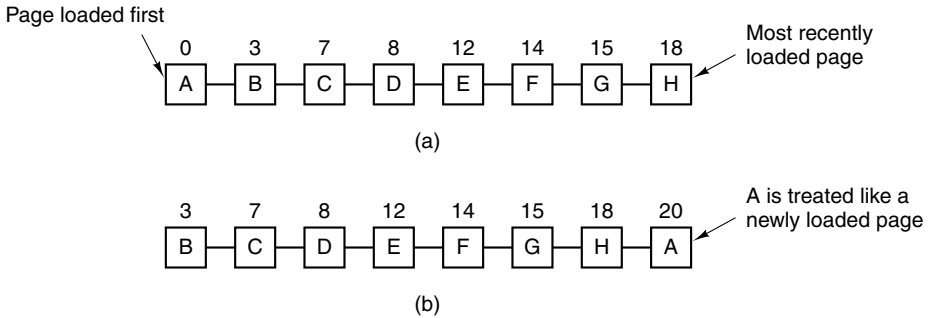 Page loaded first
0 3 7 8 12 14 15 18
Most recently
loaded page
A B C D E F G H
(a)
A is treated like a
newly loaded page
3 7 8 12 14 15 18 20
B C D E F G H A
(b)